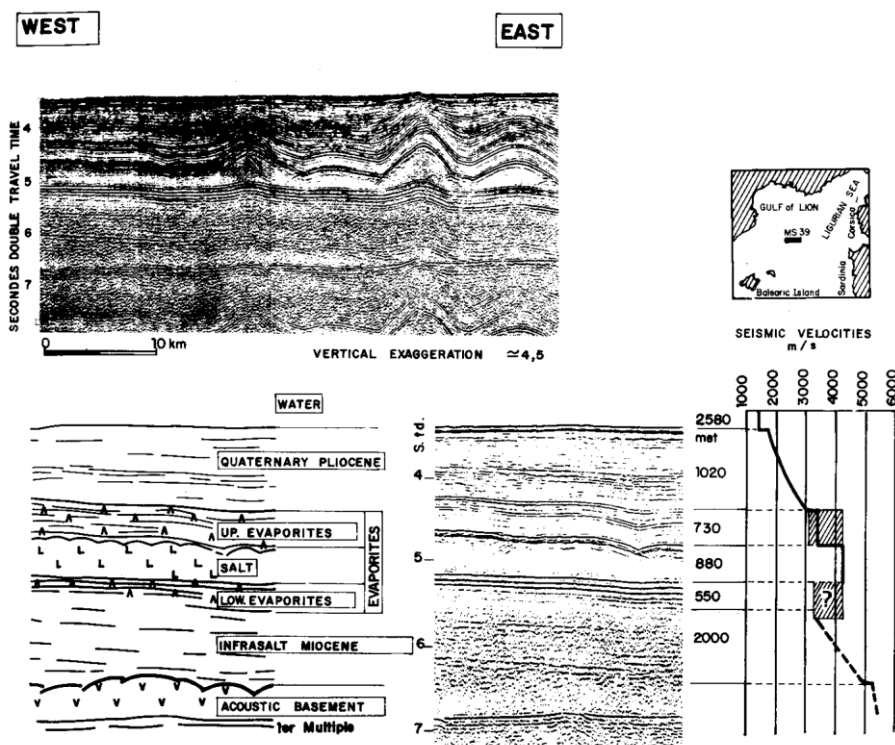 WEST
EAST
SECONDES DOUBLE TRAVEL TIME
4
5
6
7
0 10 km
VERTICAL EXAGGERATION ≃4,5
GULF of LION
LIGURIAN SEA
Corsica
MS 39
Sardinia
Balearic Island
SEISMIC VELOCITIES
m / s
1000
2000
3000
4000
5000
6000
WATER
QUATERNARY PLIOCENE
UP. EVAPORITES
SALT
LOW. EVAPORITES
EVAPORITES
INFRASALT MIOCENE
ACOUSTIC BASEMENT
1er Multiple
S. t.d.
4
5
6
7
2580
met
1020
730
880
550
2000
?